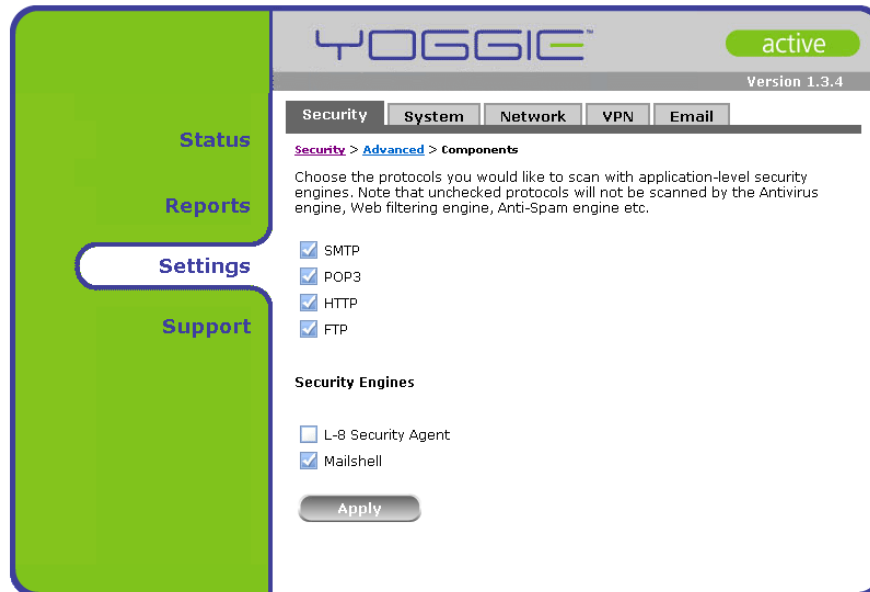 YOGGIE™
active
Version 1.3.4
Status
Reports
Settings
Support
Security
System
Network
VPN
Email
Security > Advanced > Components
Choose the protocols you would like to scan with application-level security
engines. Note that unchecked protocols will not be scanned by the Antivirus
engine, Web filtering engine, Anti-Spam engine etc.
SMTP
POP3
HTTP
FTP
Security Engines
L-8 Security Agent
Mailshell
Apply